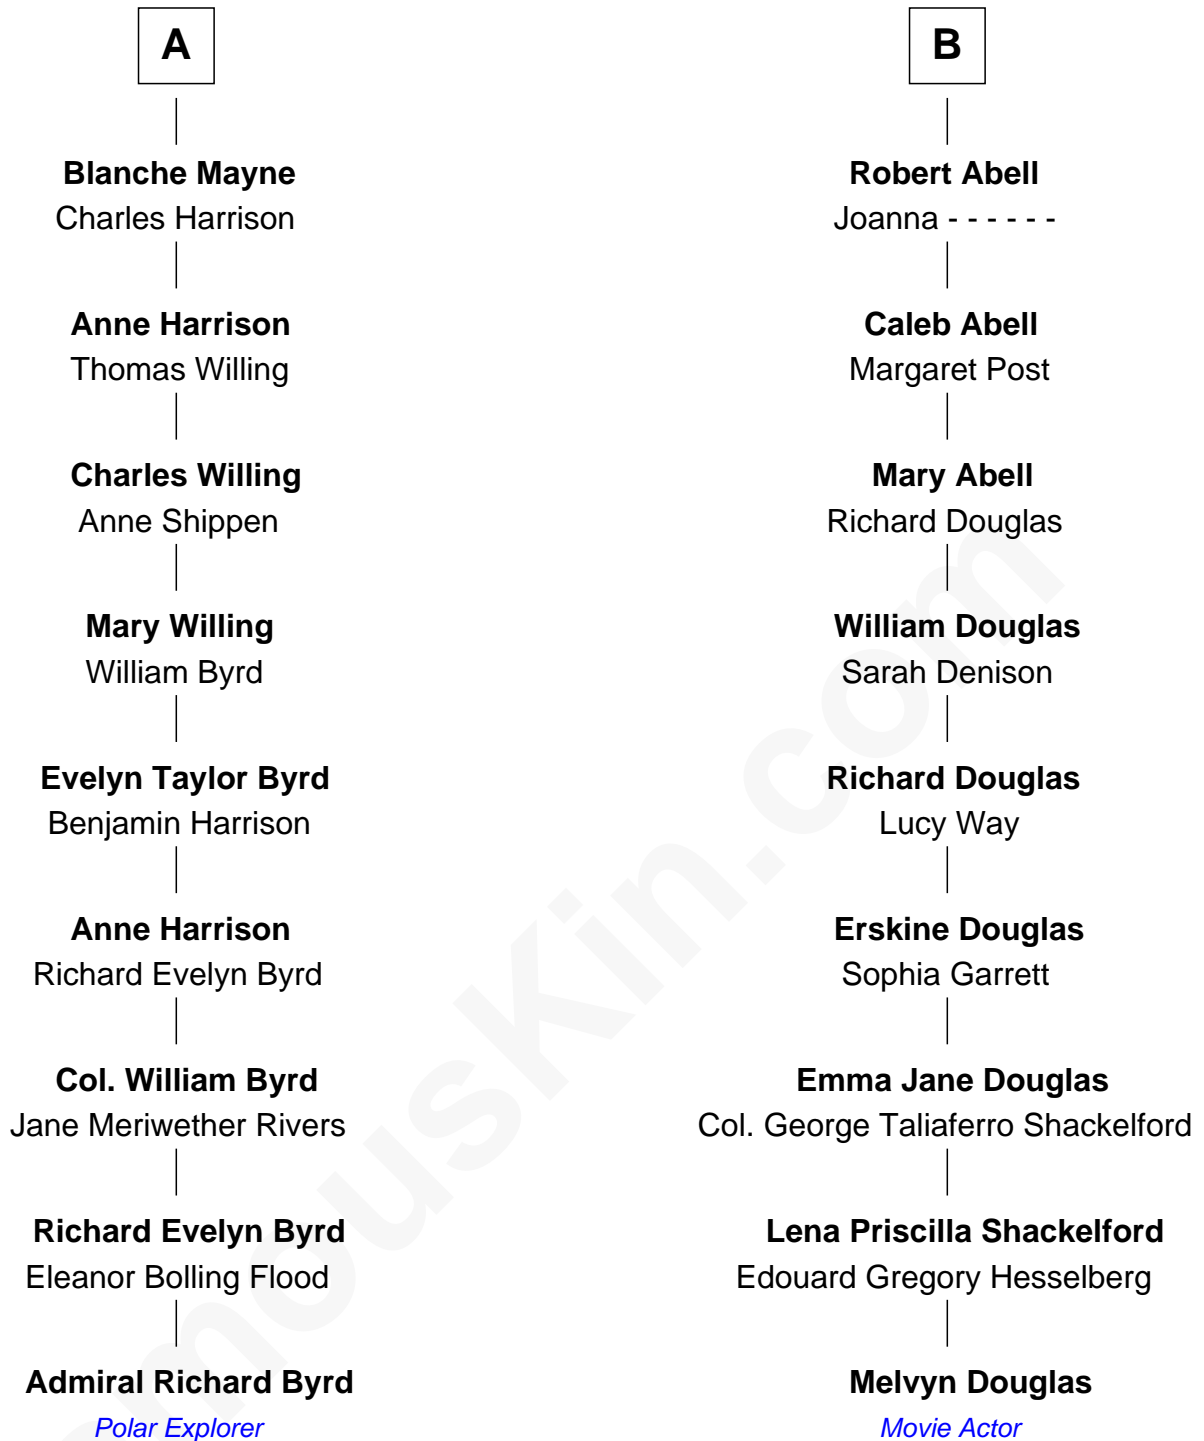 A
Blanche Mayne
Charles Harrison
Anne Harrison
Thomas Willing
Charles Willing
Anne Shippen
Mary Willing
William Byrd
Evelyn Taylor Byrd
Benjamin Harrison
Anne Harrison
Richard Evelyn Byrd
Col. William Byrd
Jane Meriwether Rivers
Richard Evelyn Byrd
Eleanor Bolling Flood
Admiral Richard Byrd
Polar Explorer
B
Robert Abell
Joanna - - - - - -
Caleb Abell
Margaret Post
Mary Abell
Richard Douglas
William Douglas
Sarah Denison
Richard Douglas
Lucy Way
Erskine Douglas
Sophia Garrett
Emma Jane Douglas
Col. George Taliaferro Shackelford
Lena Priscilla Shackelford
Edouard Gregory Hesselberg
Melvyn Douglas
Movie Actor
mousKin.com